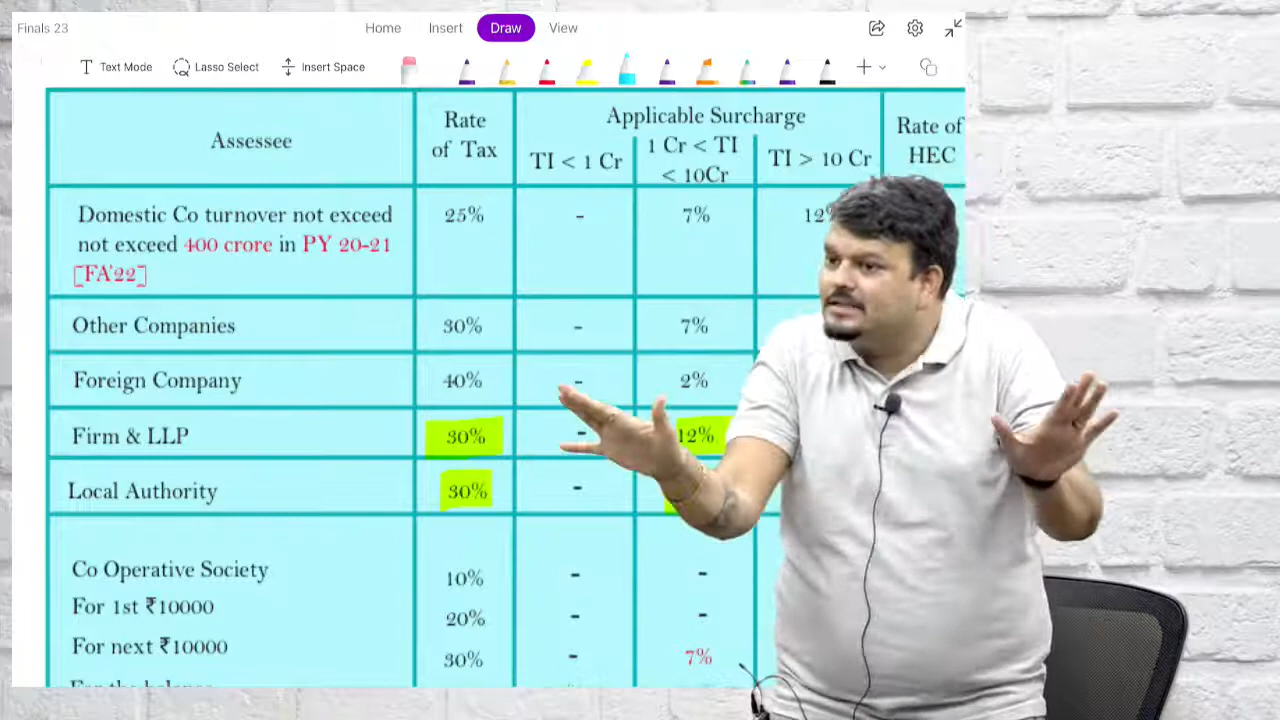 Finals 23
Home Insert Draw View
Text Mode Lasso Select Insert Space
Assessee
Rate of Tax
Applicable Surcharge
TI < 1 Cr
1 Cr < TI < 10Cr
TI > 10 Cr
Rate of HEC
Domestic Co turnover not exceed
not exceed 400 crore in PY 20-21
[FA'22]
25% - 7%
Other Companies 30% - 7%
Foreign Company 40% - 2%
Firm & LLP 30% - 12%
Local Authority 30% -
Co Operative Society
For 1st ₹10000 10% - -
For next ₹10000 20% - -
30% - 7%